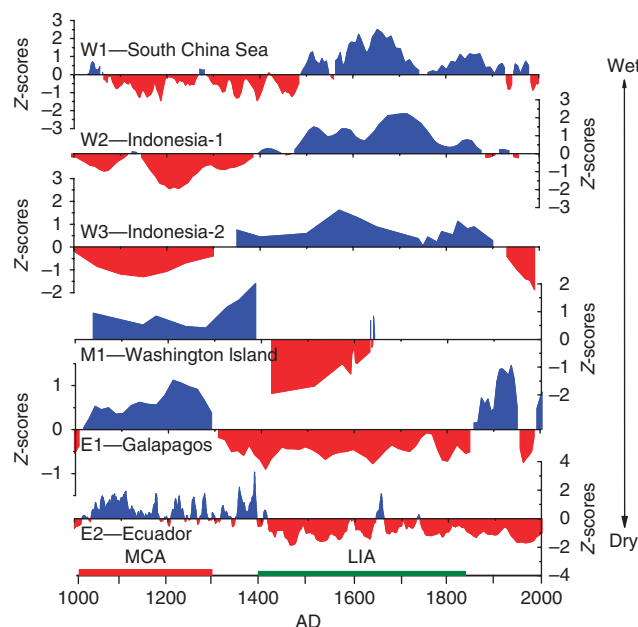 3
2
1
0
−1
−2
−3
Z-scores
W1—South China Sea
Wet
3
2
1
0
−1
−2
−3
Z-scores
W2—Indonesia-1
3
2
1
0
−1
−2
Z-scores
W3—Indonesia-2
2
1
0
−1
−2
Z-scores
M1—Washington Island
1
0
−1
Z-scores
E1—Galapagos
4
2
0
−2
−4
Z-scores
E2—Ecuador
Dry
MCA
LIA
1000 1200 1400 1600 1800 2000
AD